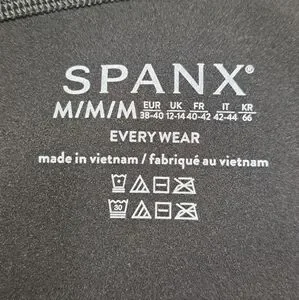 SPANX®
M/M/M EUR 38-40 UK 12-14 FR 40-42 IT 42-44 KR 66
EVERY WEAR
made in vietnam / fabriqué au vietnam
30